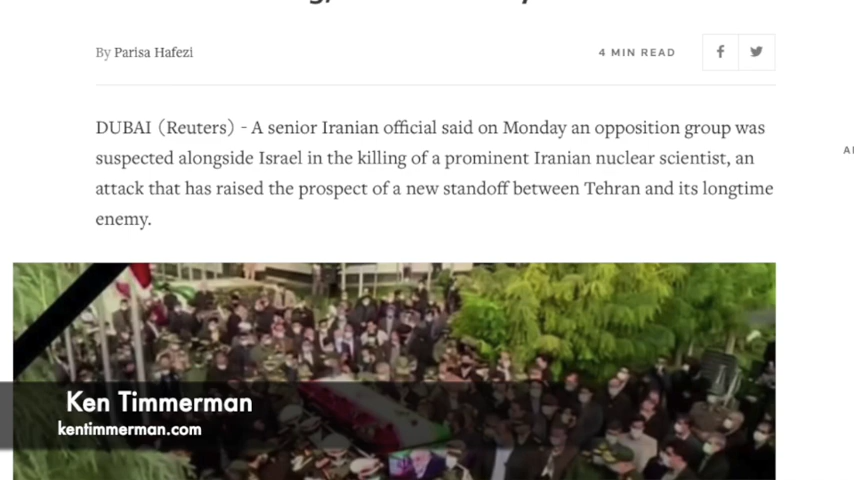 By Parisa Hafezi
4 MIN READ
DUBAI (Reuters) - A senior Iranian official said on Monday an opposition group was
suspected alongside Israel in the killing of a prominent Iranian nuclear scientist, an
attack that has raised the prospect of a new standoff between Tehran and its longtime
enemy.
Ken Timmerman
kentimmerman.com